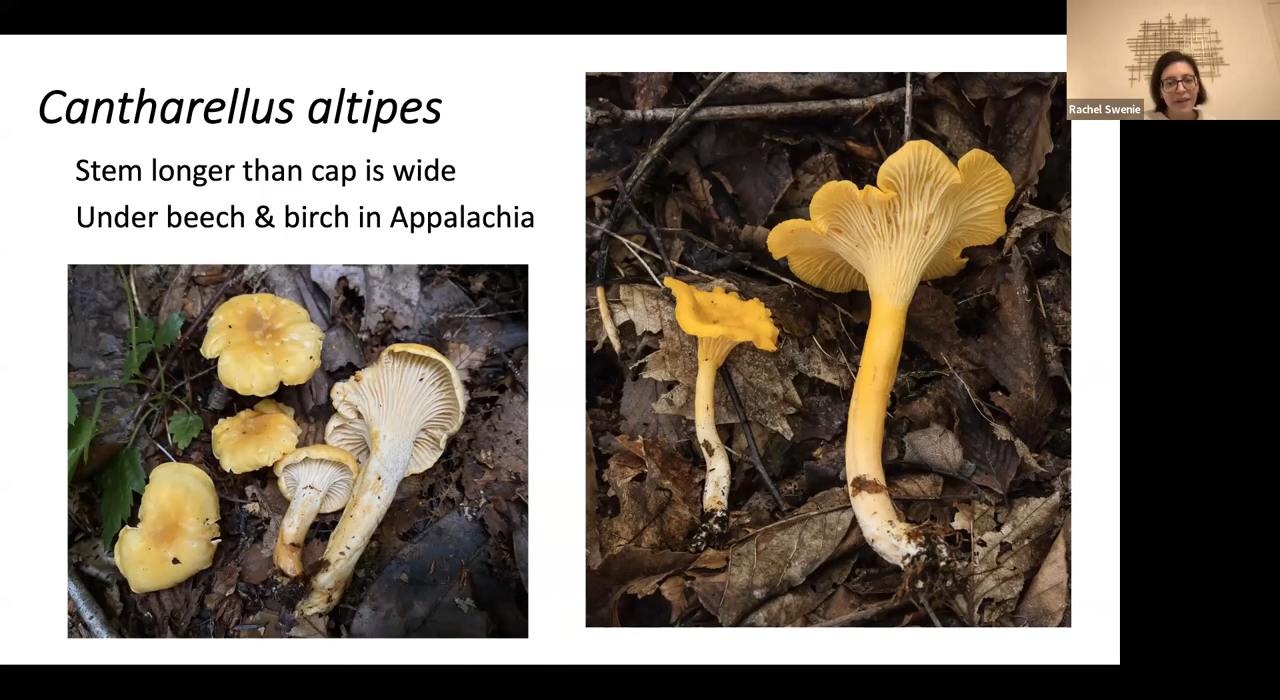 Cantharellus altipes
Stem longer than cap is wide
Under beech & birch in Appalachia
Rachel Swenie